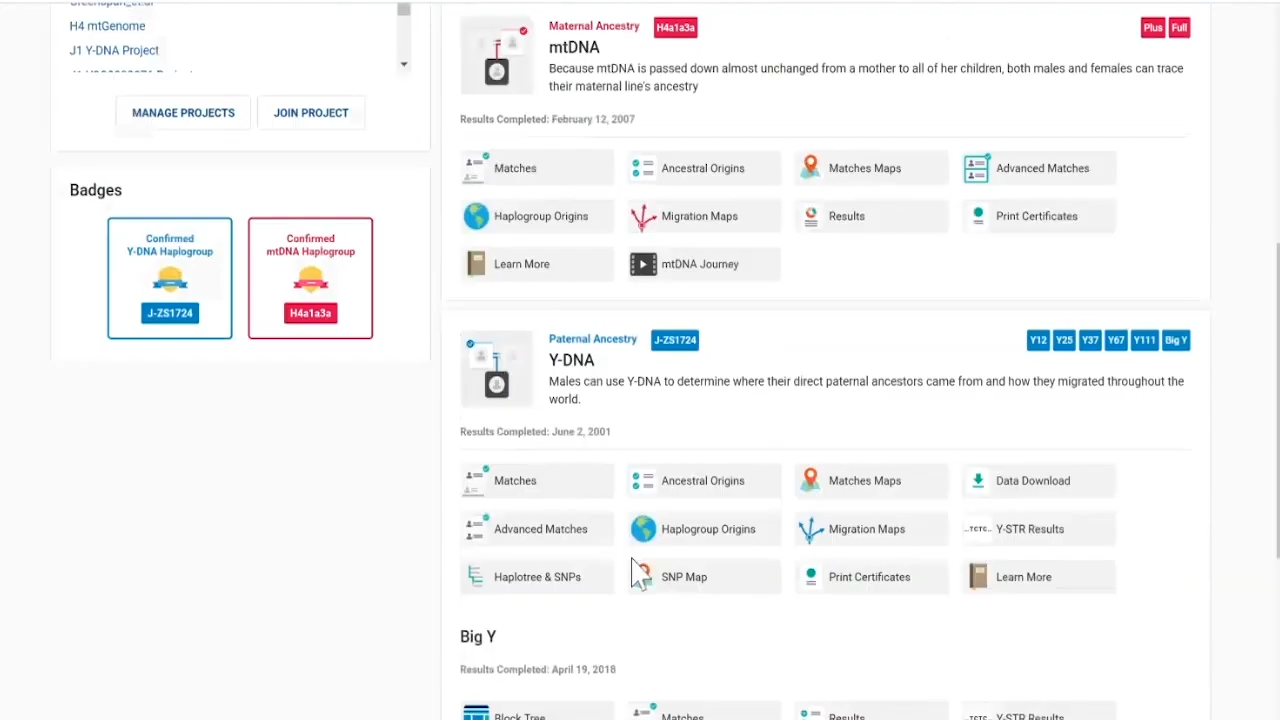 H4 mtGenome
J1 Y-DNA Project
MANAGE PROJECTS
JOIN PROJECT
Badges
Confirmed
Y-DNA Haplogroup
J-ZS1724
Confirmed
mtDNA Haplogroup
H4a1a3a
Maternal Ancestry H4a1a3a
Plus Full
mtDNA
Because mtDNA is passed down almost unchanged from a mother to all of her children, both males and females can trace
their maternal line's ancestry
Results Completed: February 12, 2007
Matches
Ancestral Origins
Matches Maps
Advanced Matches
Haplogroup Origins
Migration Maps
Results
Print Certificates
Learn More
mtDNA Journey
Paternal Ancestry J-ZS1724
Y12 Y25 Y37 Y67 Y111 Big Y
Y-DNA
Males can use Y-DNA to determine where their direct paternal ancestors came from and how they migrated throughout the
world.
Results Completed: June 2, 2001
Matches
Ancestral Origins
Matches Maps
Data Download
Advanced Matches
Haplogroup Origins
Migration Maps
...TCTC... Y-STR Results
Haplotree & SNPs
SNP Map
Print Certificates
Learn More
Big Y
Results Completed: April 19, 2018
Block Tree
Matches
Results
Y-STR Results